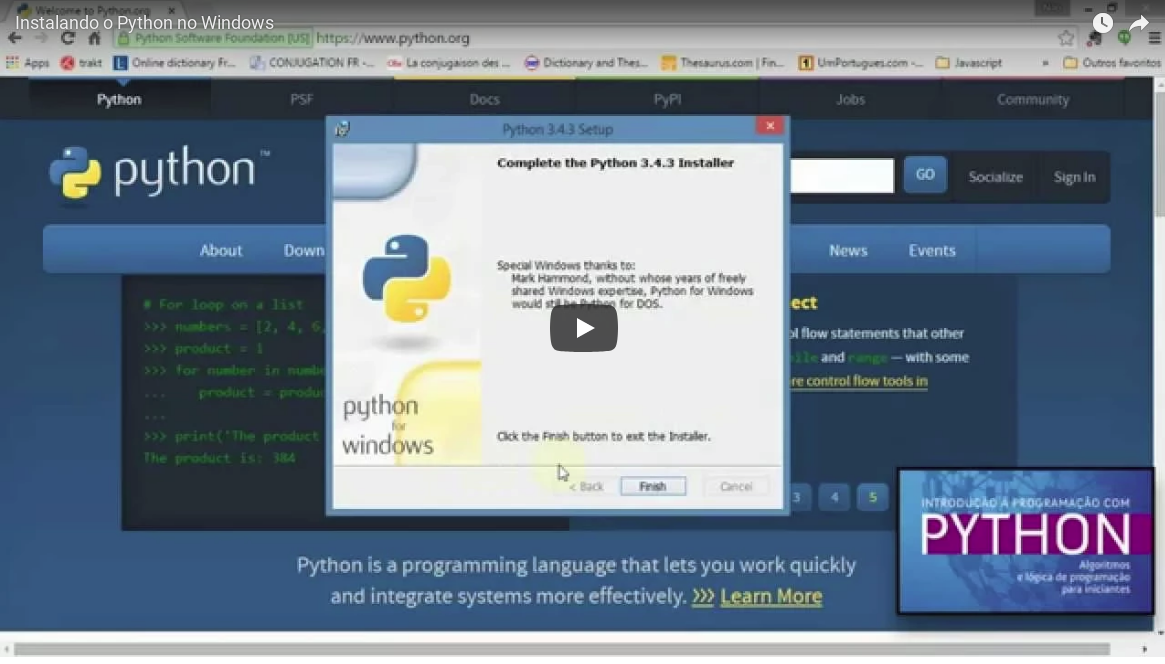 Welcome to Python.org
Instalando o Python no Windows
Python Software Foundation [US] https://www.python.org
Apps trakt Online dictionary Fr... CONJUGATION FR -... La conjugaison des ... Dictionary and Thes... Thesaurus.com | Fin... UmPortugues.com -... Javascript » Outros favoritos
Python PSF Docs PyPI Jobs Community
Python 3.4.3 Setup
python™
GO Socialize Sign In
Complete the Python 3.4.3 Installer
About Down News Events
Special Windows thanks to:
Mark Hammond, without whose years of freely
shared Windows expertise, Python for Windows
would still be Python for DOS.
# For loop on a list
>>> numbers = [2, 4, 6,
>>> product = 1
>>> for number in numbe
... product = produc
...
>>> print('The product
The product is: 384
ect
ol flow statements that other
and range — with some
re control flow tools in
python
for
windows
Click the Finish button to exit the Installer.
< Back Finish Cancel
3 4 5
INTRODUÇÃO À PROGRAMAÇÃO COM
PYTHON
Algoritmos
e lógica de programação
para iniciantes
Python is a programming language that lets you work quickly
and integrate systems more effectively. >>> Learn More